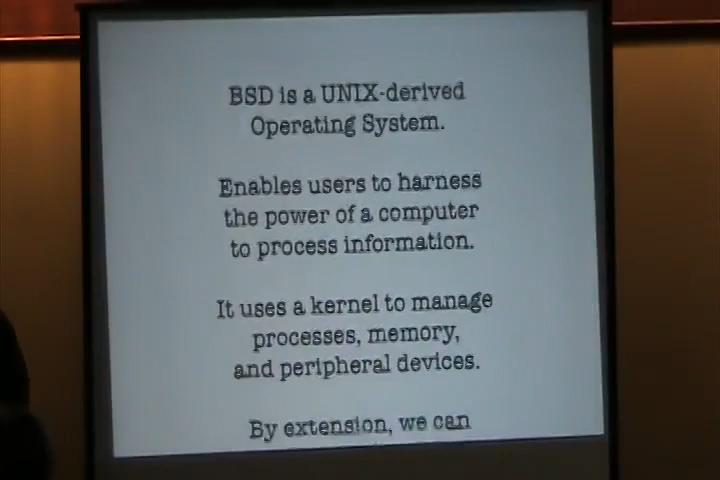 BSD is a UNIX-derived
Operating System.
Enables users to harness
the power of a computer
to process information.
It uses a kernel to manage
processes, memory,
and peripheral devices.
By extension, we can